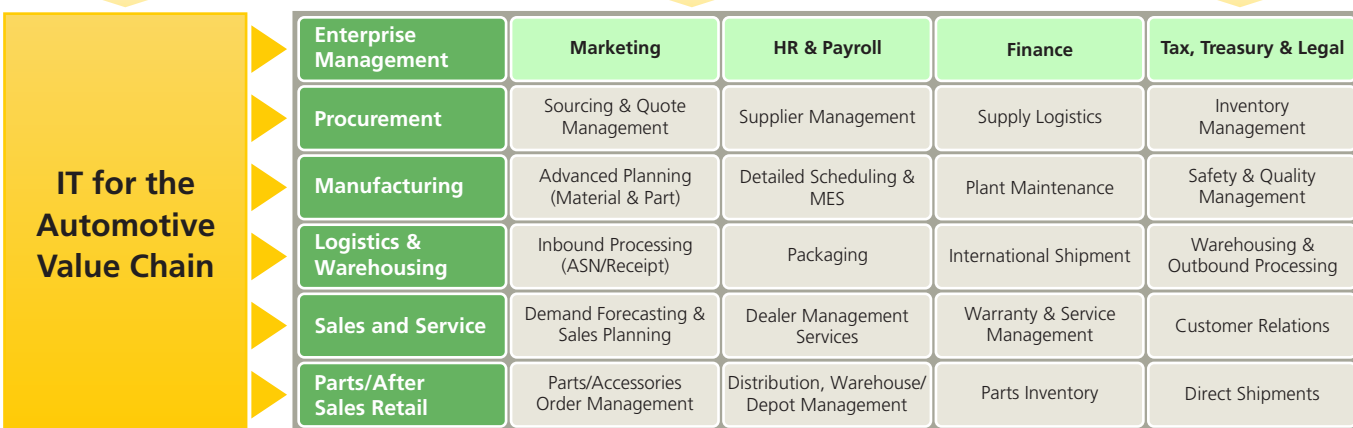 IT for the
Automotive
Value Chain
Enterprise
Management
Marketing
HR & Payroll
Finance
Tax, Treasury & Legal
Procurement
Sourcing & Quote
Management
Supplier Management
Supply Logistics
Inventory
Management
Manufacturing
Advanced Planning
(Material & Part)
Detailed Scheduling &
MES
Plant Maintenance
Safety & Quality
Management
Logistics &
Warehousing
Inbound Processing
(ASN/Receipt)
Packaging
International Shipment
Warehousing &
Outbound Processing
Sales and Service
Demand Forecasting &
Sales Planning
Dealer Management
Services
Warranty & Service
Management
Customer Relations
Parts/After
Sales Retail
Parts/Accessories
Order Management
Distribution, Warehouse/
Depot Management
Parts Inventory
Direct Shipments